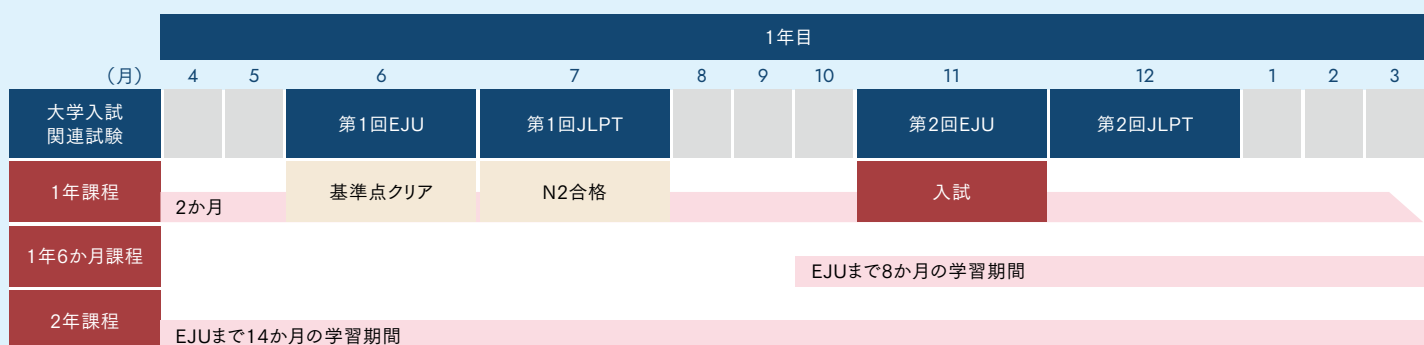 1年目
(月) 4 5 6 7 8 9 10 11 12 1 2 3
大学入試
関連試験
第1回EJU 第1回JLPT 第2回EJU 第2回JLPT
1年課程
2か月
基準点クリア N2合格 入試
1年6か月課程
EJUまで8か月の学習期間
2年課程
EJUまで14か月の学習期間